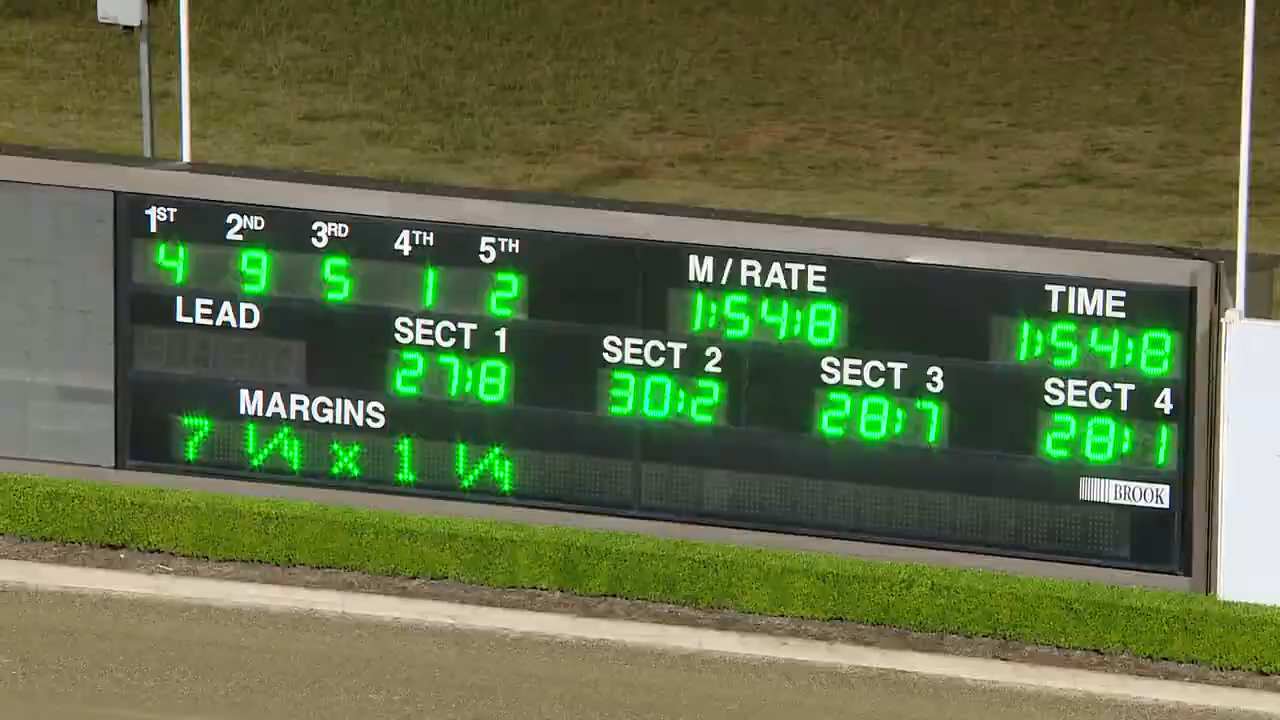 1ST 2ND 3RD 4TH 5TH M/RATE TIME
4 9 5 1 2 1:54:8 1:54:8
LEAD SECT 1 SECT 2 SECT 3 SECT 4
27:8 30:2 28:7 28:1
MARGINS
7 1/4 x 1 1/4
BROOK